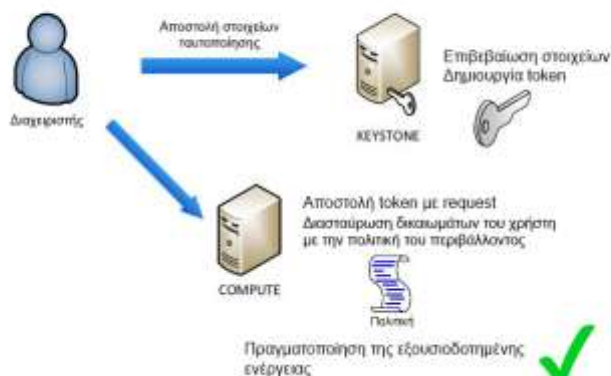 Αποστολή στοιχείων
ταυτοποίησης
Διαχειριστής
Επιβεβαίωση στοιχείων
Δημιουργία token
KEYSTONE
Αποστολή token με request
Διασταύρωση δικαιωμάτων του χρήστη
με την πολιτική του περιβάλλοντος
COMPUTE
Πολιτική
Πραγματοποίηση της εξουσιοδοτημένης
ενέργειας